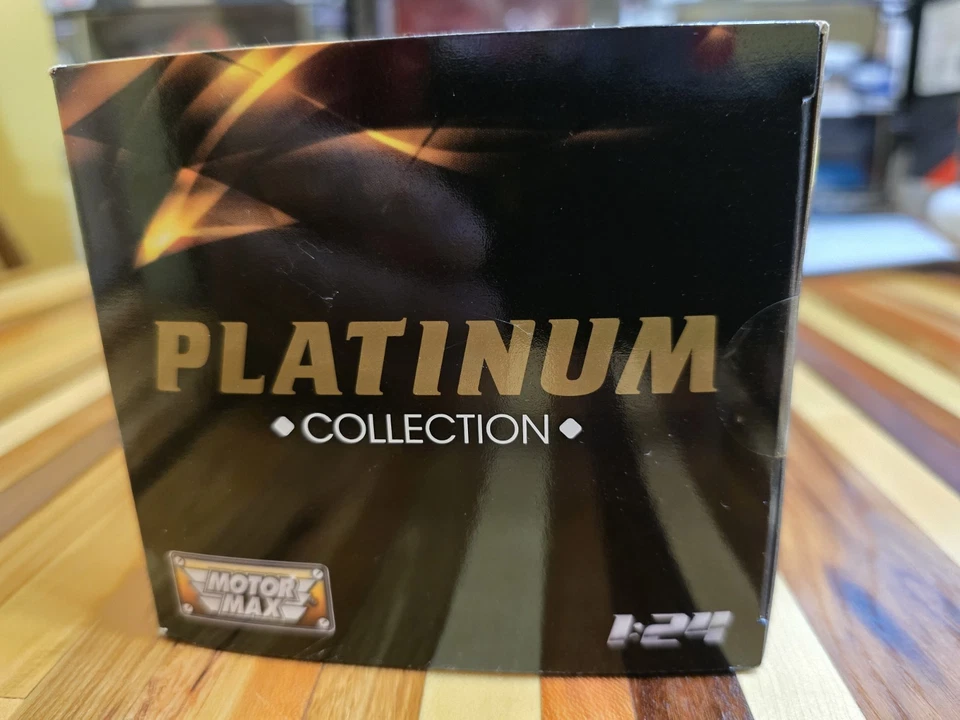 PLATINUM
COLLECTION
MOTOR
MAX
1:24